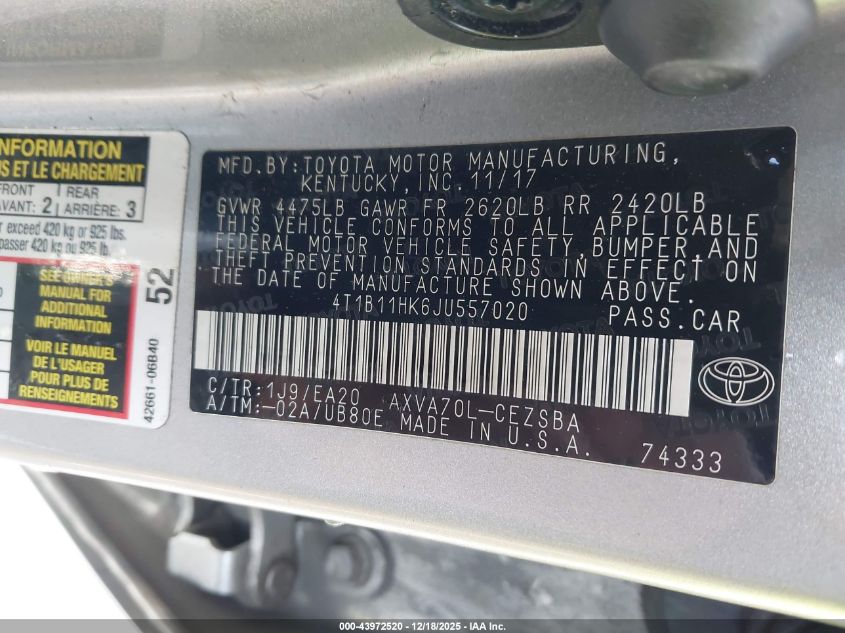 NFORMATION
S ET LE CHARGEMENT
FRONT REAR
AVANT: 2 ARRIÈRE: 3
r exceed 420 kg or 925 lbs.
passer 420 kg ou 925 lb.
SEE OWNER'S
MANUAL FOR
ADDITIONAL
INFORMATION
VOIR LE MANUEL
DE L'USAGER
POUR PLUS DE
RENSEIGNEMENTS
52
42661-06B40
MFD.BY:TOYOTA MOTOR MANUFACTURING,
KENTUCKY, INC. 11/17
GVWR 4475LB GAWR FR 2620LB RR 2420LB
THIS VEHICLE CONFORMS TO ALL APPLICABLE
FEDERAL MOTOR VEHICLE SAFETY, BUMPER, AND
THEFT PREVENTION STANDARDS IN EFFECT ON
THE DATE OF MANUFACTURE SHOWN ABOVE.
4T1B11HK6JU557020 PASS.CAR
C/TR:1J9/EA20 AXVA70L-CEZSBA
A/TM:-02A/UB80E MADE IN U.S.A.
74333
000-43972520 | 12/18/2025 | IAA Inc.